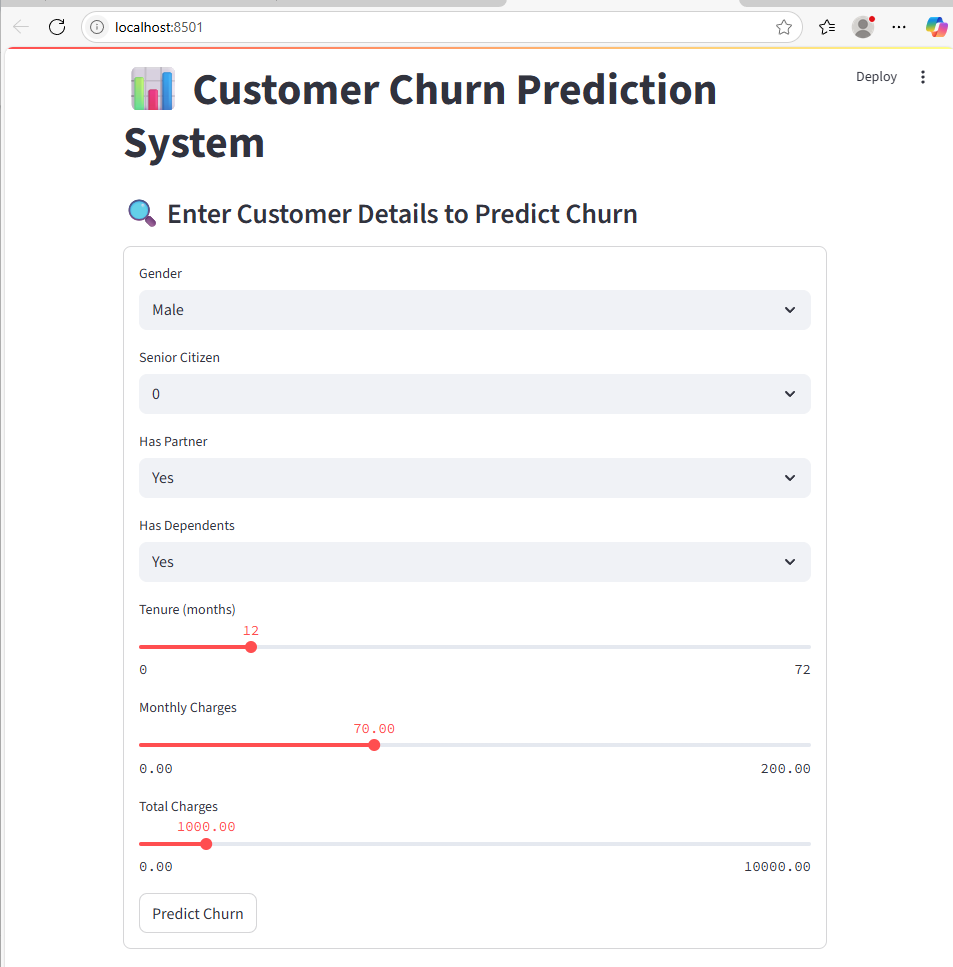 localhost:8501
Deploy
Customer Churn Prediction
System
Enter Customer Details to Predict Churn
Gender
Male
Senior Citizen
0
Has Partner
Yes
Has Dependents
Yes
Tenure (months)
12
0 72
Monthly Charges
70.00
0.00 200.00
Total Charges
1000.00
0.00 10000.00
Predict Churn